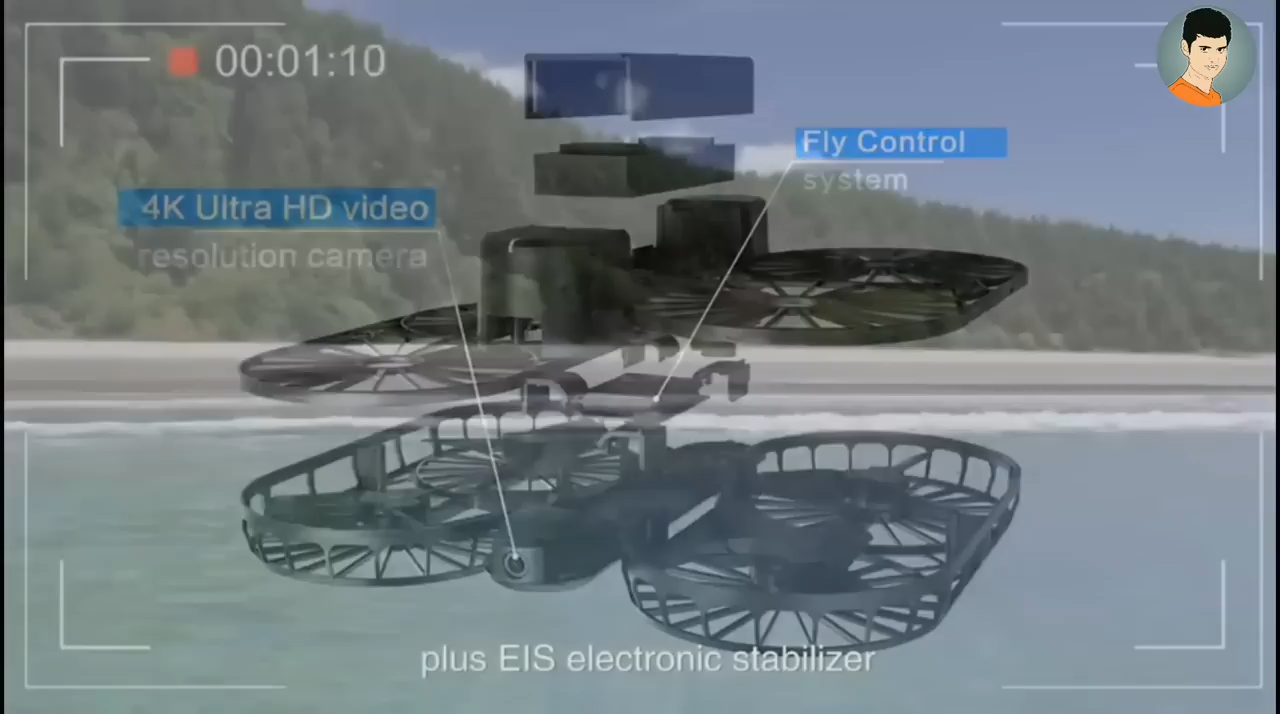 00:01:10
Fly Control
system
4K Ultra HD video
resolution camera
plus EIS electronic stabilizer